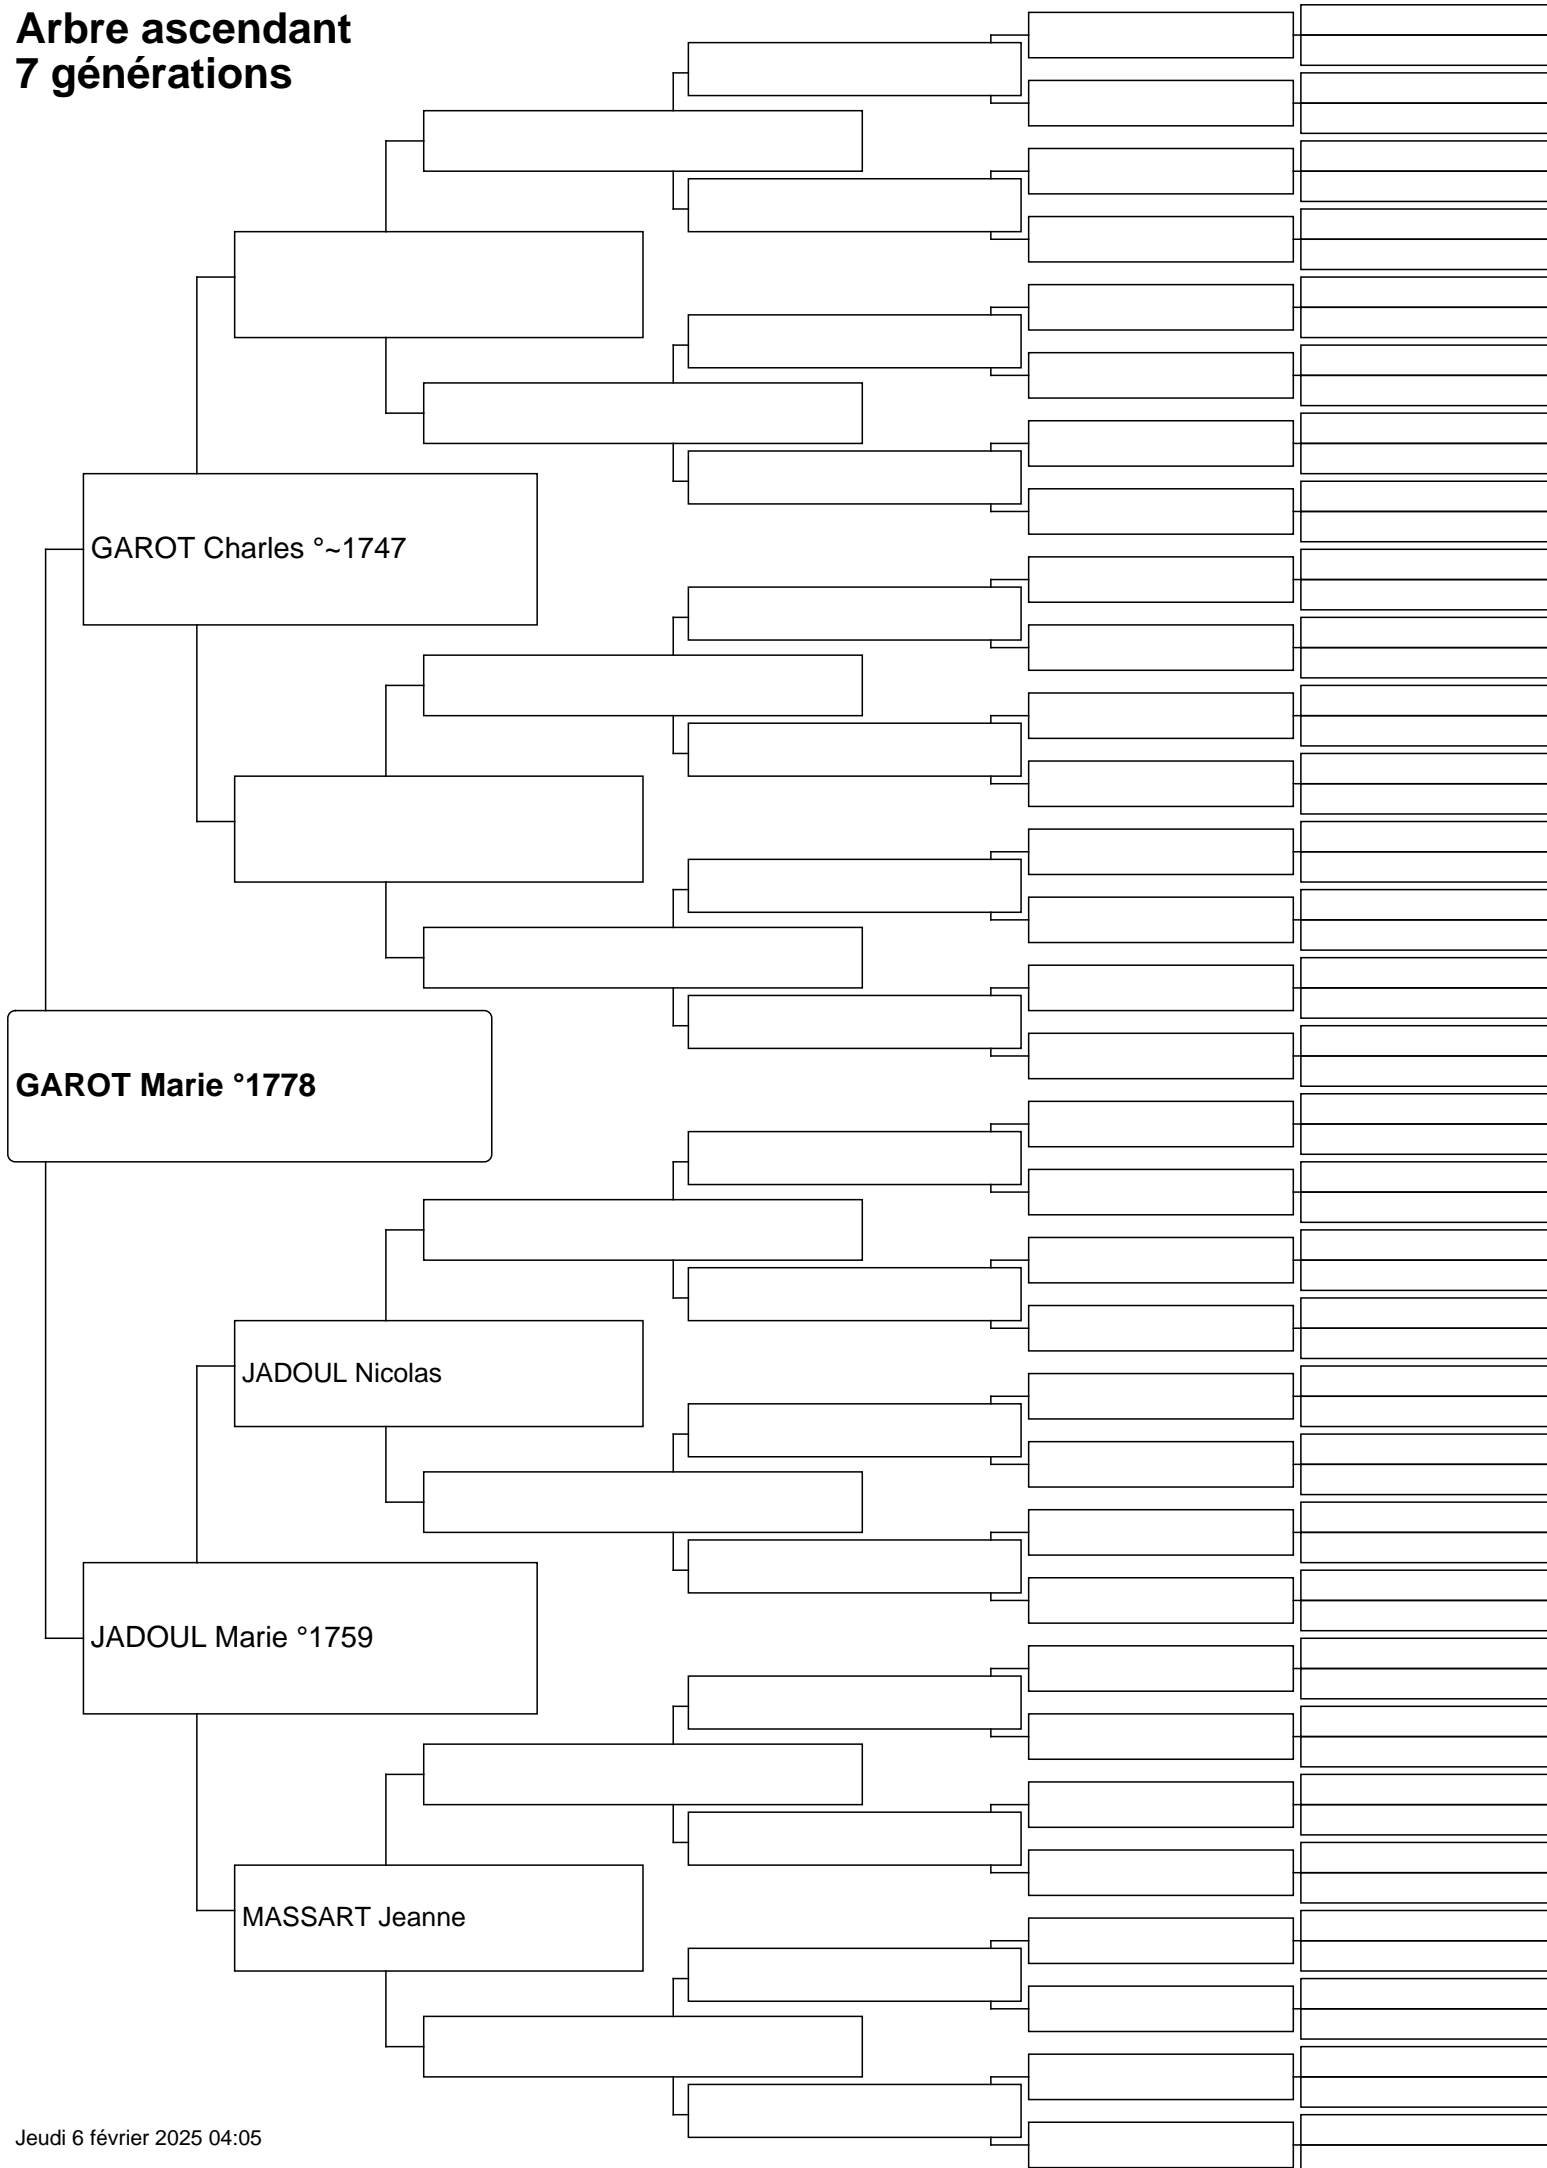 Arbre ascendant
7 générations
GAROT Charles °~1747
GAROT Marie °1778
JADOUL Nicolas
JADOUL Marie °1759
MASSART Jeanne
Jeudi 6 février 2025 04:05